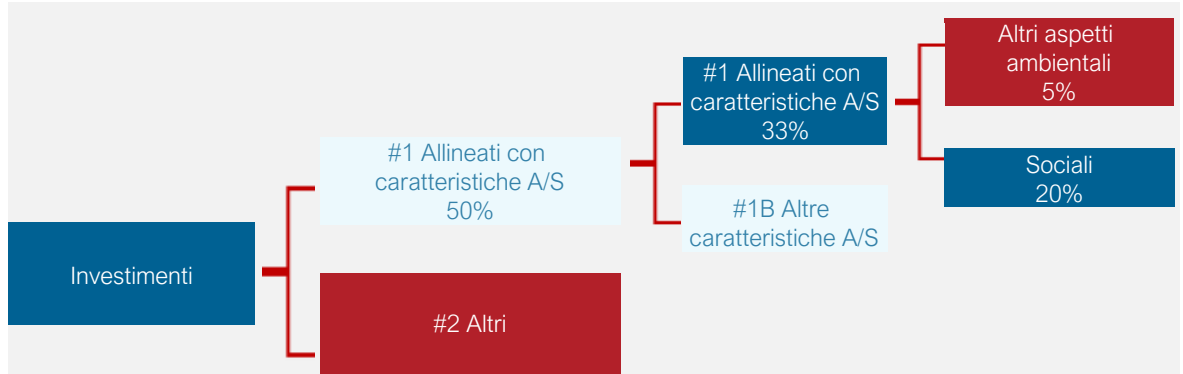 Investimenti
#1 Allineati con
caratteristiche A/S
50%
#2 Altri
#1 Allineati con
caratteristiche A/S
33%
#1B Altre
caratteristiche A/S
Altri aspetti
ambientali
5%
Sociali
20%